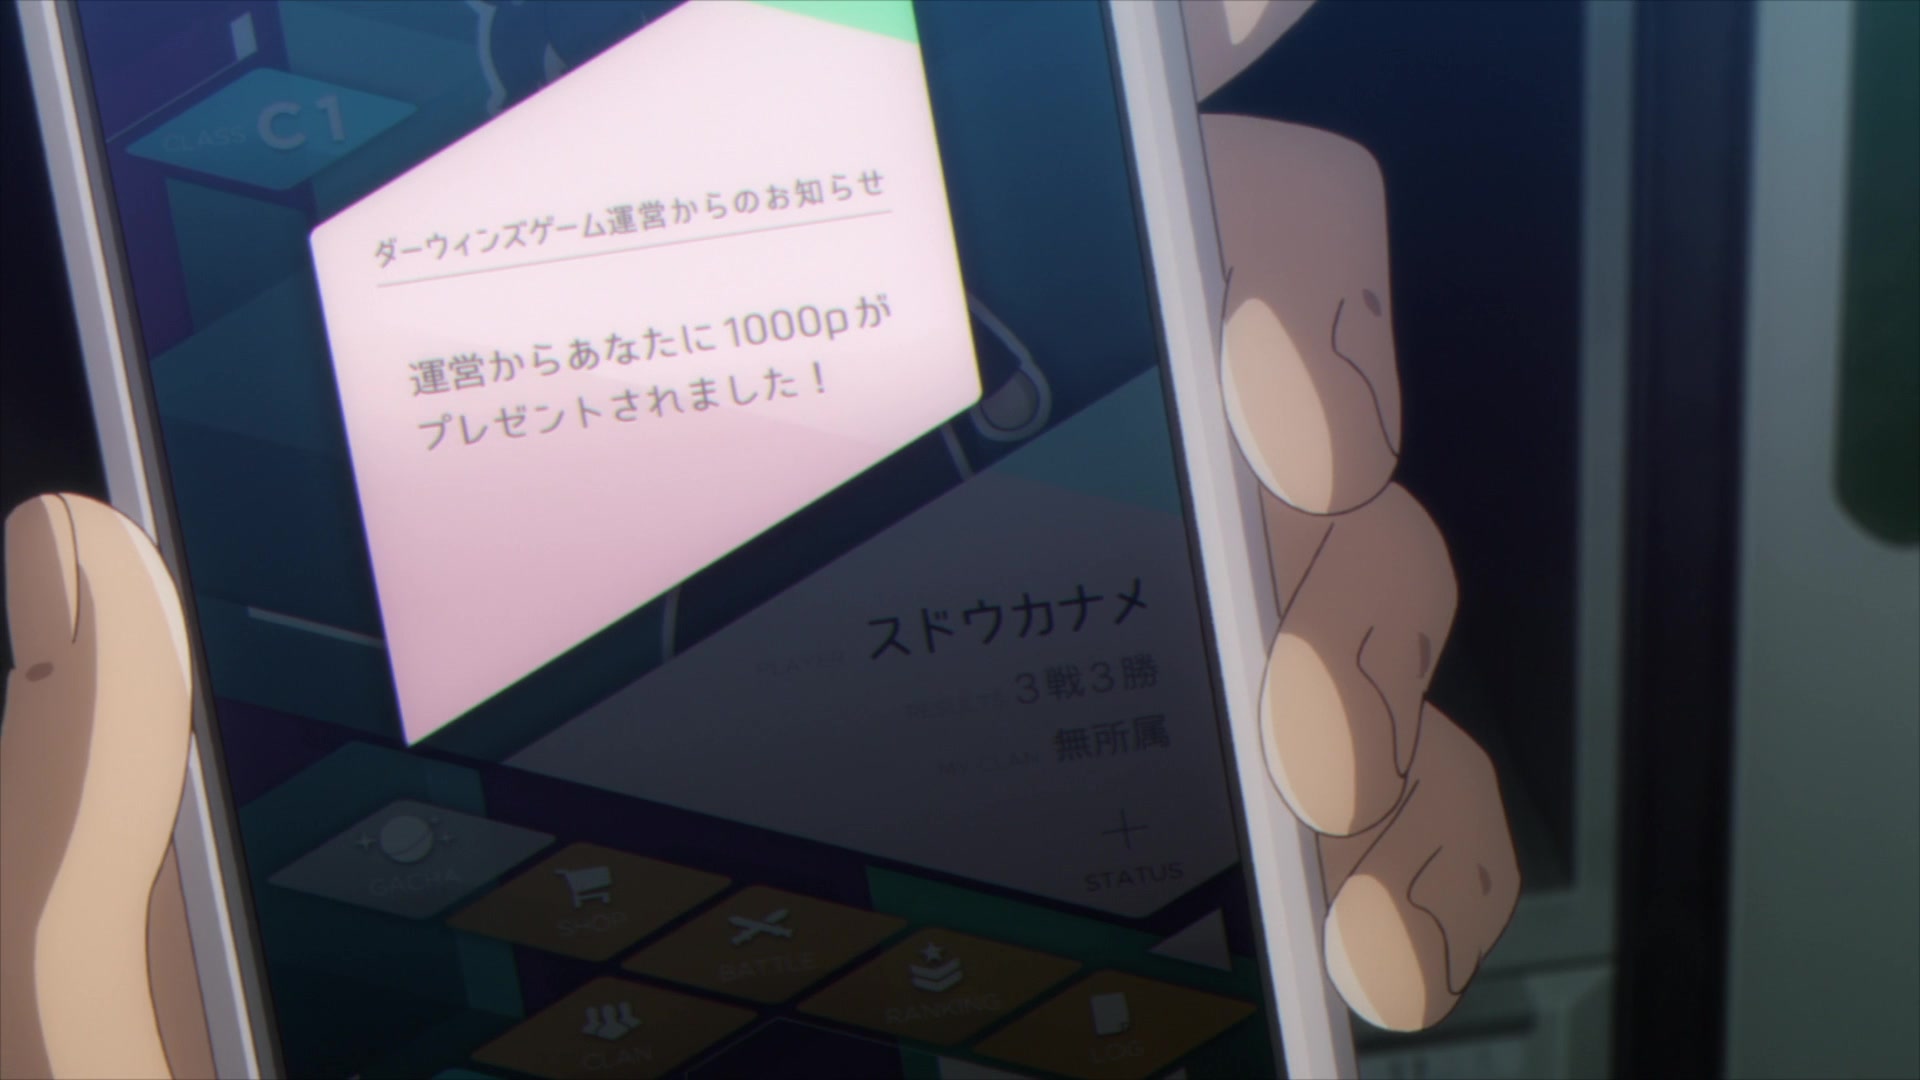 CLASS C1
ダーウィンズゲーム運営からのお知らせ
運営からあなたに1000pが
プレゼントされました!
PLAYER スドウカナメ
RESULTS 3戦3勝
MY CLAN 無所属
STATUS
GACHA
SHOP
BATTLE
RANKING
CLAN
LOG